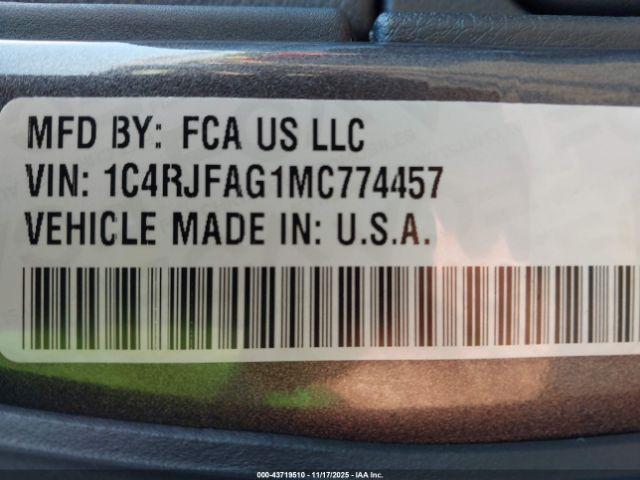 MFD BY: FCA US LLC
VIN: 1C4RJFAG1MC774457
VEHICLE MADE IN: U.S.A.
000-43719510 - 11/17/2025 - IAA Inc.